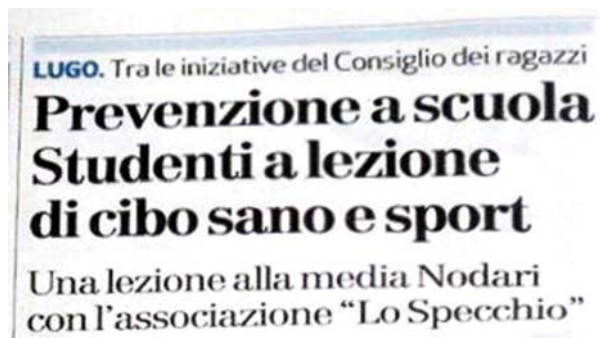 LUGO. Tra le iniziative del Consiglio dei ragazzi
Prevenzione a scuola
Studenti a lezione
di cibo sano e sport
Una lezione alla media Nodari
con l'associazione “Lo Specchio”